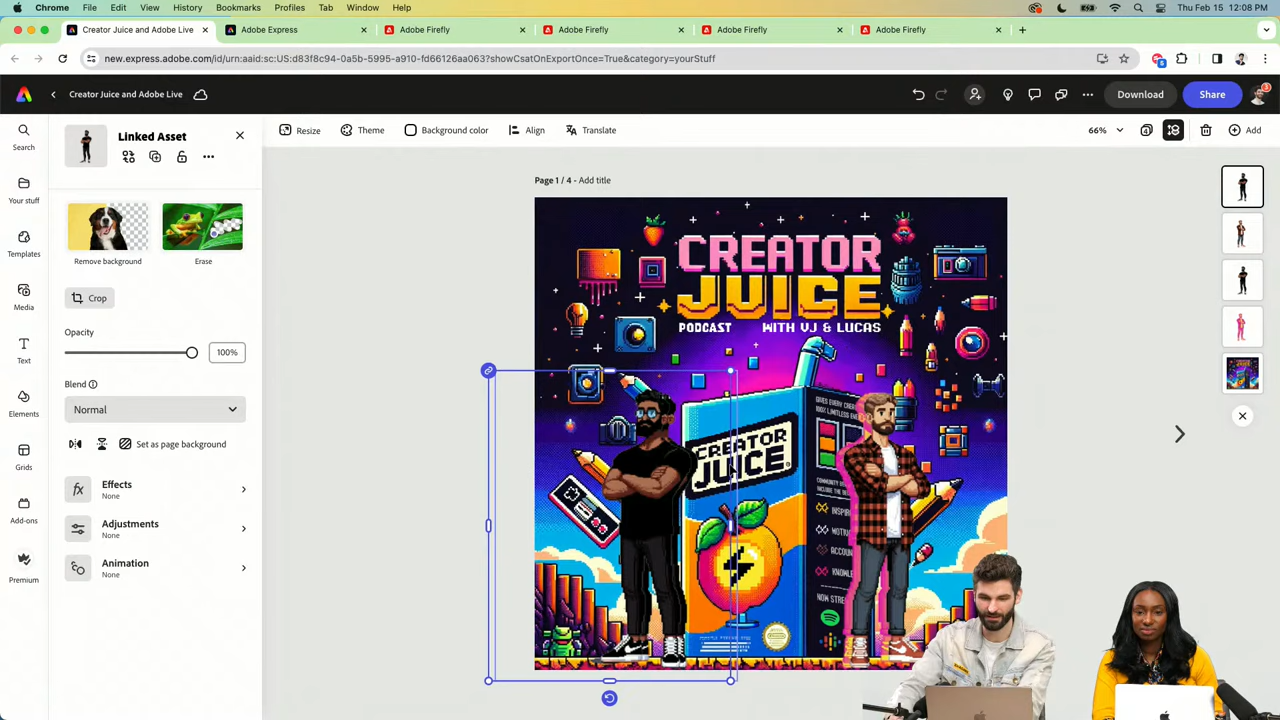 Chrome File Edit View History Bookmarks Profiles Tab Window Help Thu Feb 15 12:08 PM
Creator Juice and Adobe Live Adobe Express Adobe Firefly Adobe Firefly Adobe Firefly Adobe Firefly
new.express.adobe.com/id/urn:aaid:sc:US:d83f8c94-0a5b-5995-a910-fd66126aa063?showCsatOnExportOnce=True&category=yourStuff
Creator Juice and Adobe Live Download Share
Search
Your stuff
Templates
Media
Text
Elements
Grids
Add-ons
Premium
Linked Asset
Remove background Erase
Crop
Opacity
100%
Blend
Normal
Set as page background
Effects
None
Adjustments
None
Animation
None
Resize Theme Background color Align Translate 66% 4 Add
Page 1 / 4 - Add title
CREATOR
JUICE
PODCAST WITH VJ & LUCAS
CREATOR
JUICE
NOW